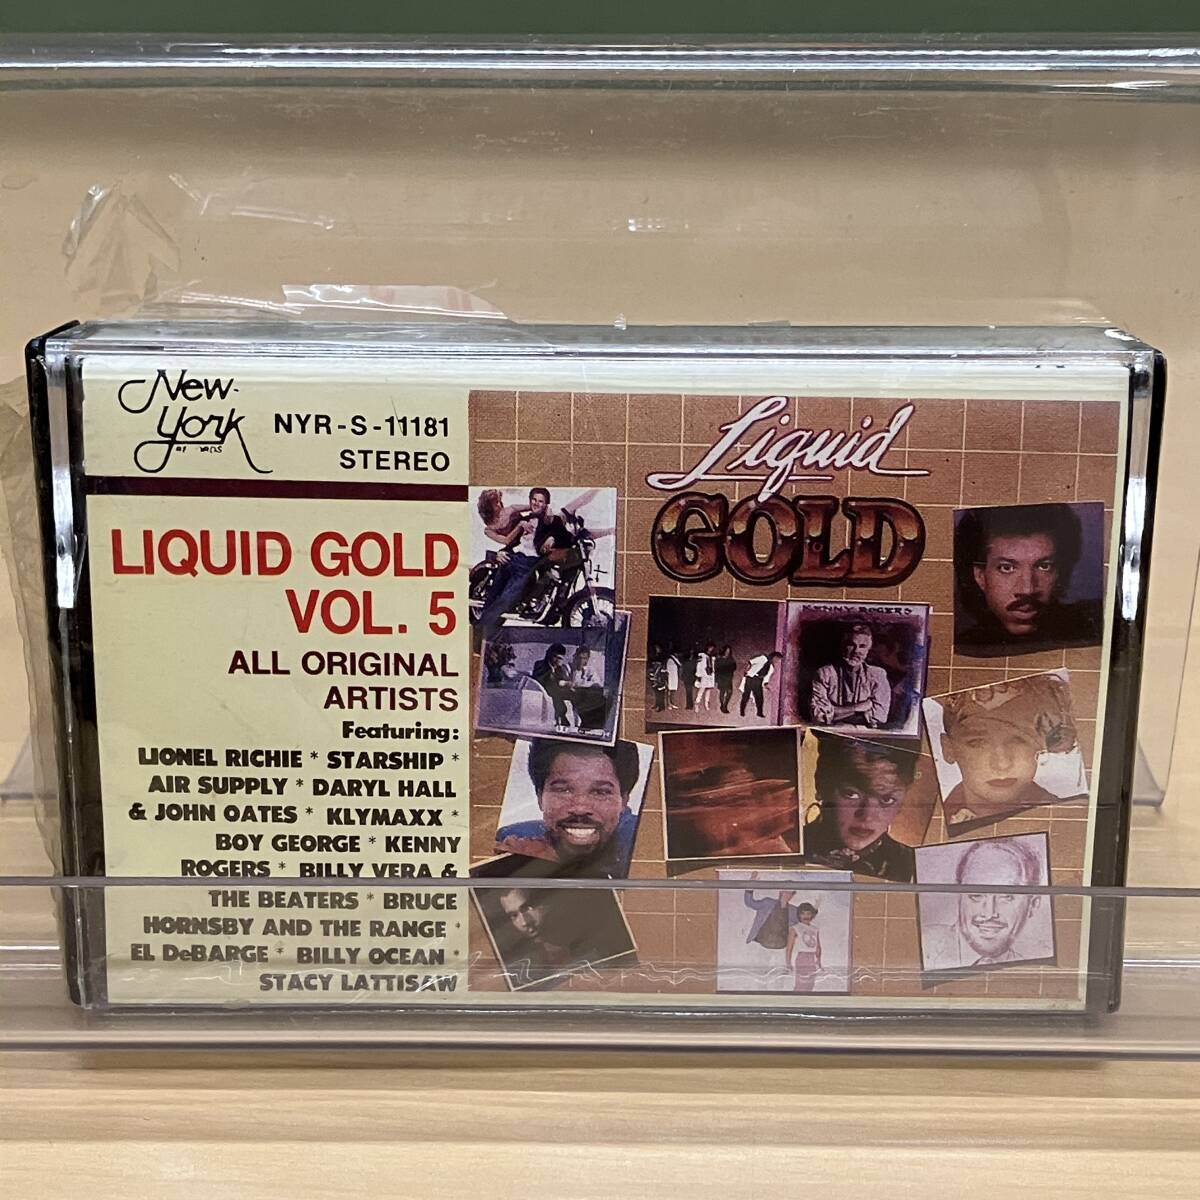 New-
York
NYR-S-11181
STEREO
LIQUID GOLD
VOL. 5
ALL ORIGINAL
ARTISTS
Featuring:
LIONEL RICHIE * STARSHIP *
AIR SUPPLY * DARYL HALL
& JOHN OATES * KLYMAXX *
BOY GEORGE * KENNY
ROGERS * BILLY VERA &
THE BEATERS * BRUCE
HORNSBY AND THE RANGE *
EL DeBARGE * BILLY OCEAN *
STACY LATTISAW
Liquid
GOLD
KENNY ROGERS